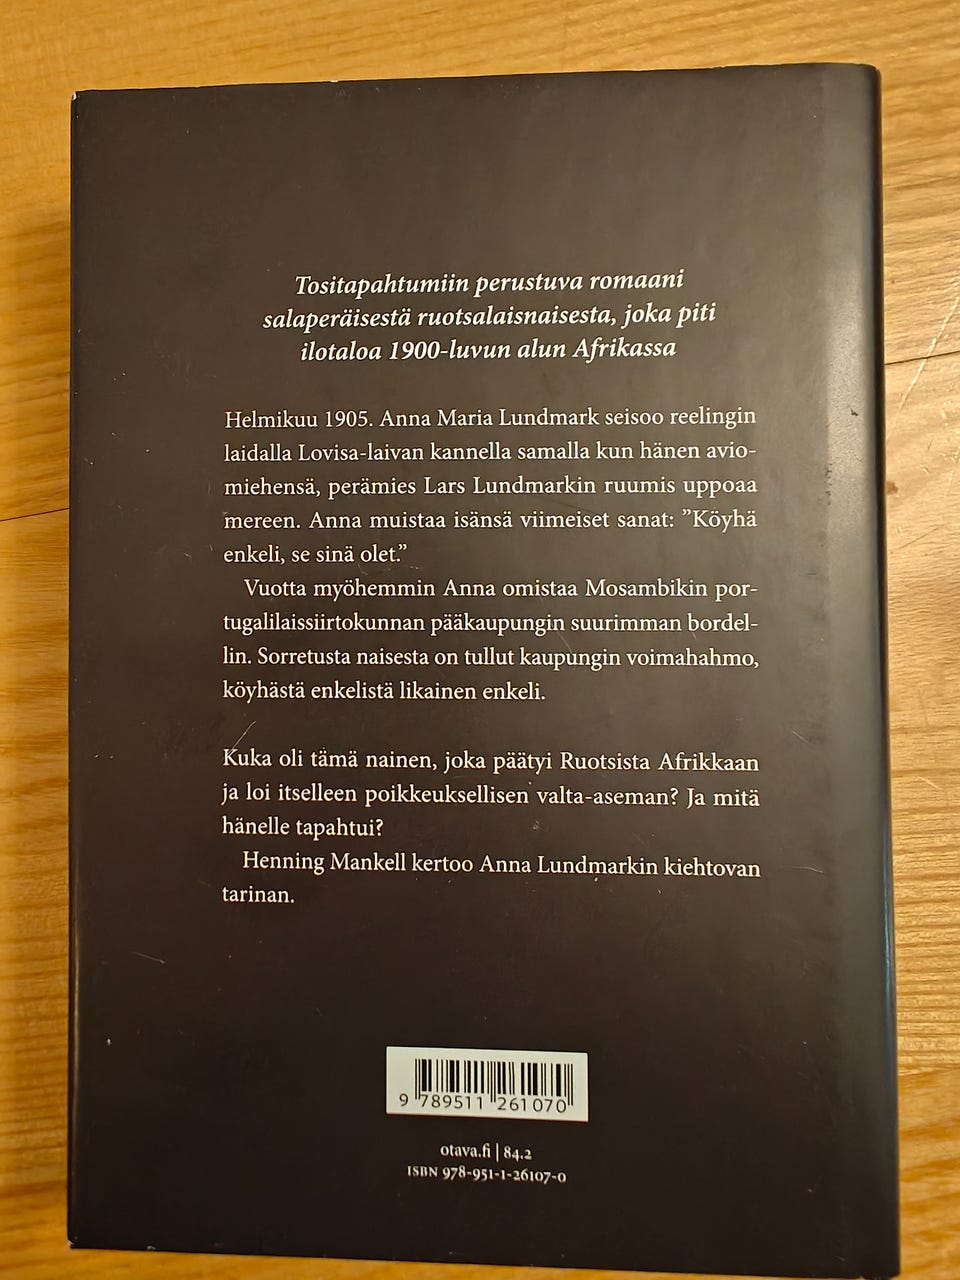 Tositapahtumiin perustuva romaani
salaperäisestä ruotsalaisnaisesta, joka piti
ilotaloa 1900-luvun alun Afrikassa
Helmikuu 1905. Anna Maria Lundmark seisoo reelingin
laidalla Lovisa-laivan kannella samalla kun hänen avio-
miehensä, perämies Lars Lundmarkin ruumis uppoaa
mereen. Anna muistaa isänsä viimeiset sanat: ”Köyhä
enkeli, se sinä olet.”
Vuotta myöhemmin Anna omistaa Mosambikin por-
tugalilaissiirtokunnan pääkaupungin suurimman bordel-
lin. Sorretusta naisesta on tullut kaupungin voimahahmo,
köyhästä enkelistä likainen enkeli.
Kuka oli tämä nainen, joka päätyi Ruotsista Afrikkaan
ja loi itselleen poikkeuksellisen valta-aseman? Ja mitä
hänelle tapahtui?
Henning Mankell kertoo Anna Lundmarkin kiehtovan
tarinan.
9 789511 261070
otava.fi | 84.2
ISBN 978-951-1-26107-0